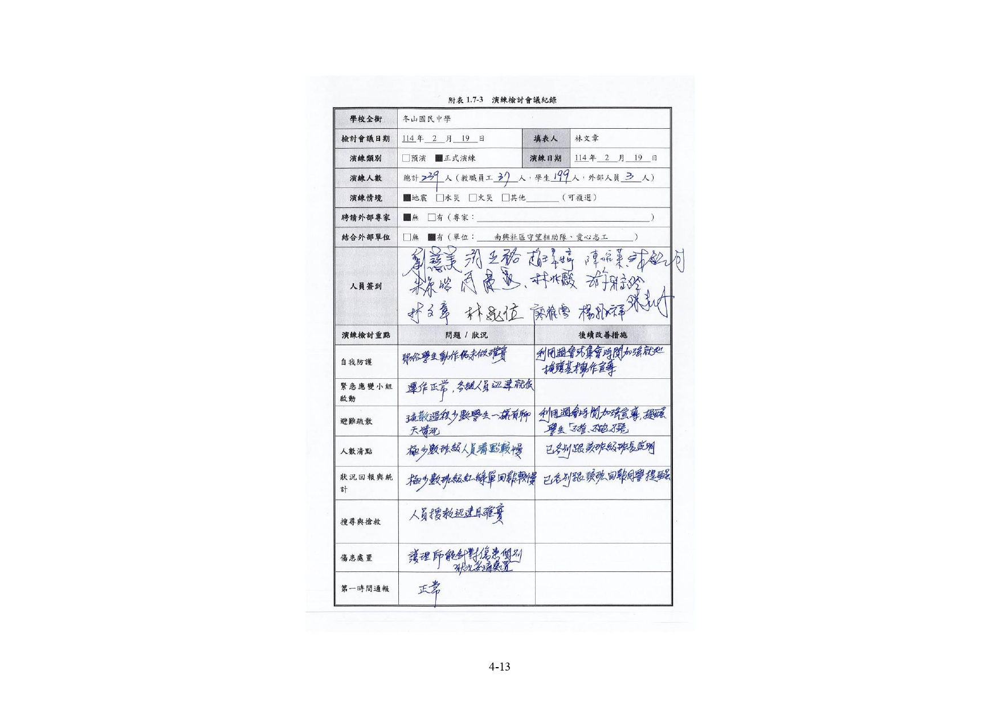 附表 1.7-3 演練檢討會議紀錄
學校全銜 冬山國民中學
檢討會議日期 114 年 2 月 19 日 填表人 林文章
演練類別 □預演 ■正式演練 演練日期 114 年 2 月 19 日
演練人數 總計 239 人（教職員工 37 人，學生 199 人，外部人員 3 人）
演練情境 ■地震 □水災 □火災 □其他______（可複選）
聘請外部專家 ■無 □有（專家：______）
結合外部單位 □無 ■有（單位： 南興社區守望相助隊、愛心志工 ）
人員簽到
劉慧美
林文章
演練檢討重點 問題 / 狀況 後續改善措施
自我防護 部份學生動作仍未做確實 利用週會或集會時間加強就地
掩護基本動作宣導
緊急應變小組
啟動 運作正常，各組人員迅速就位
避難疏散 疏散過程少數學生一樣有聊
天情況
利用週會時間加強宣導，提醒
學生「不推、不跑、不語
人數清點 極少數班級人員清點較慢 已各別跟該班級班長說明
狀況回報與統
計 極少數班級紅綠單回報較慢 已各別跟該班回報同學提醒
搜尋與搶救 人員搜救迅速且確實
傷患處置 護理師能針對傷患個別
狀況妥適處置
第一時間通報 正常
4-13